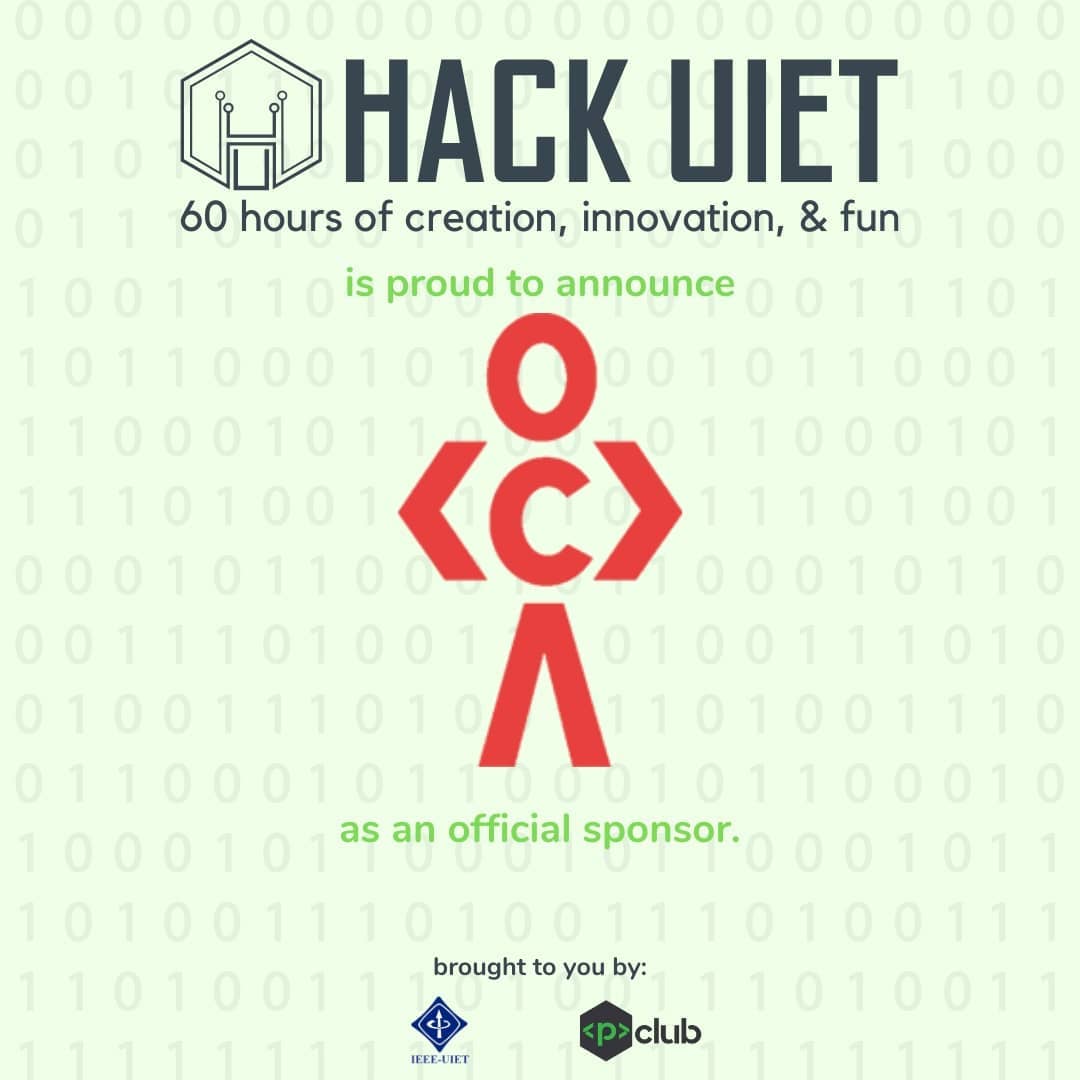 HACK UIET
60 hours of creation, innovation, & fun
is proud to announce
O
<C>
Λ
as an official sponsor.
brought to you by:
IEEE-UIET
<p>club